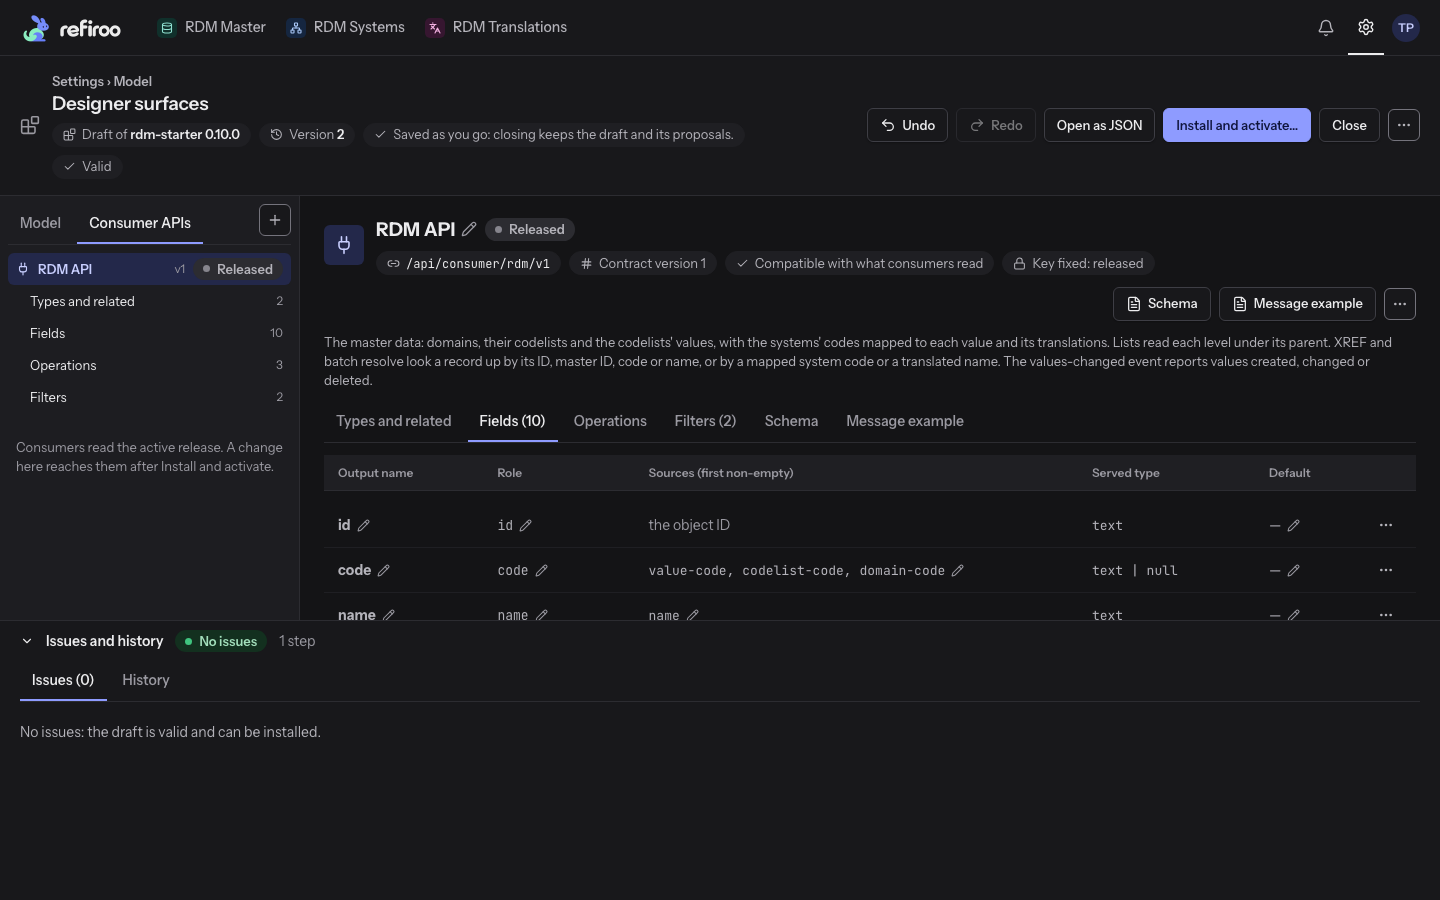 refiroo
RDM Master
RDM Systems
RDM Translations
TP
Settings › Model
Designer surfaces
Draft of rdm-starter 0.10.0
Version 2
Saved as you go: closing keeps the draft and its proposals.
Valid
Undo
Redo
Open as JSON
Install and activate...
Close
Model
Consumer APIs
RDM API
v1
Released
Types and related
2
Fields
10
Operations
3
Filters
2
Consumers read the active release. A change
here reaches them after Install and activate.
RDM API
Released
/api/consumer/rdm/v1
Contract version 1
Compatible with what consumers read
Key fixed: released
Schema
Message example
The master data: domains, their codelists and the codelists' values, with the systems' codes mapped to each value and its translations. Lists read each level under its parent. XREF and
batch resolve look a record up by its ID, master ID, code or name, or by a mapped system code or a translated name. The values-changed event reports values created, changed or
deleted.
Types and related
Fields (10)
Operations
Filters (2)
Schema
Message example
Output name
Role
Sources (first non-empty)
Served type
Default
id
id
the object ID
text
—
code
code
value-code, codelist-code, domain-code
text | null
—
name
name
name
text
—
Issues and history
No issues
1 step
Issues (0)
History
No issues: the draft is valid and can be installed.